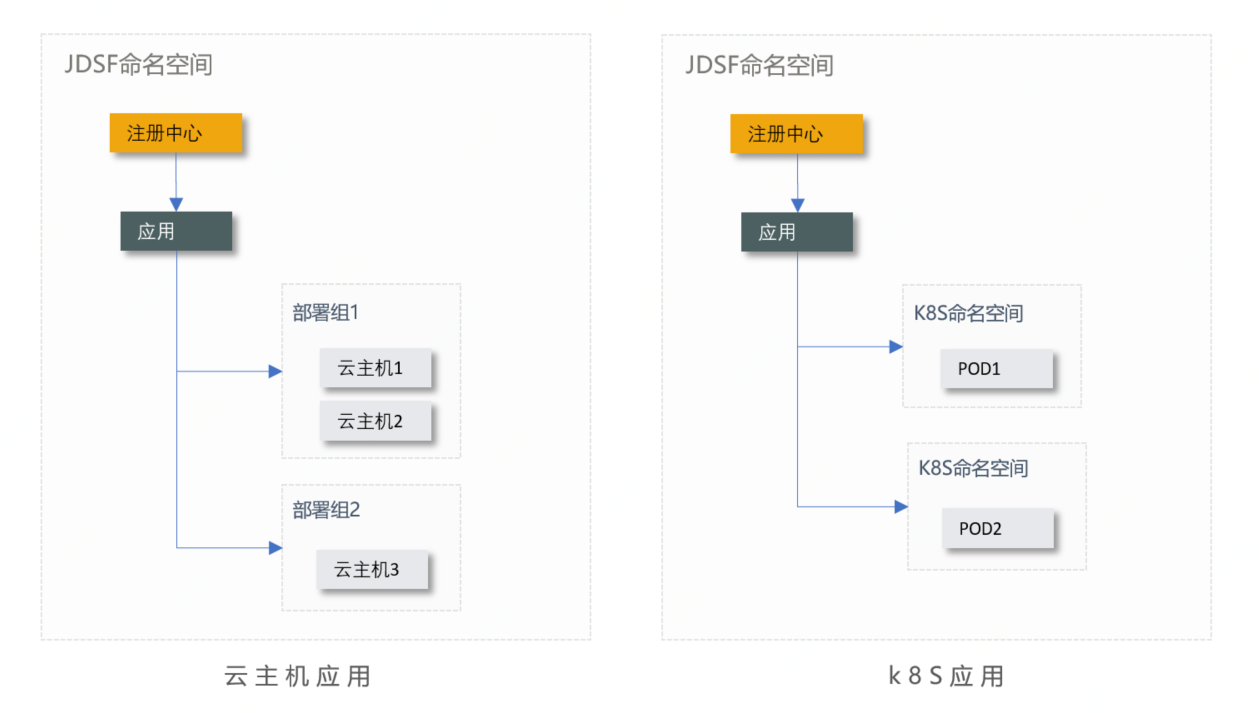 JDSF命名空间
注册中心
应用
部署组1
云主机1
云主机2
部署组2
云主机3
云主机应用
JDSF命名空间
注册中心
应用
K8S命名空间
POD1
K8S命名空间
POD2
k8S应用